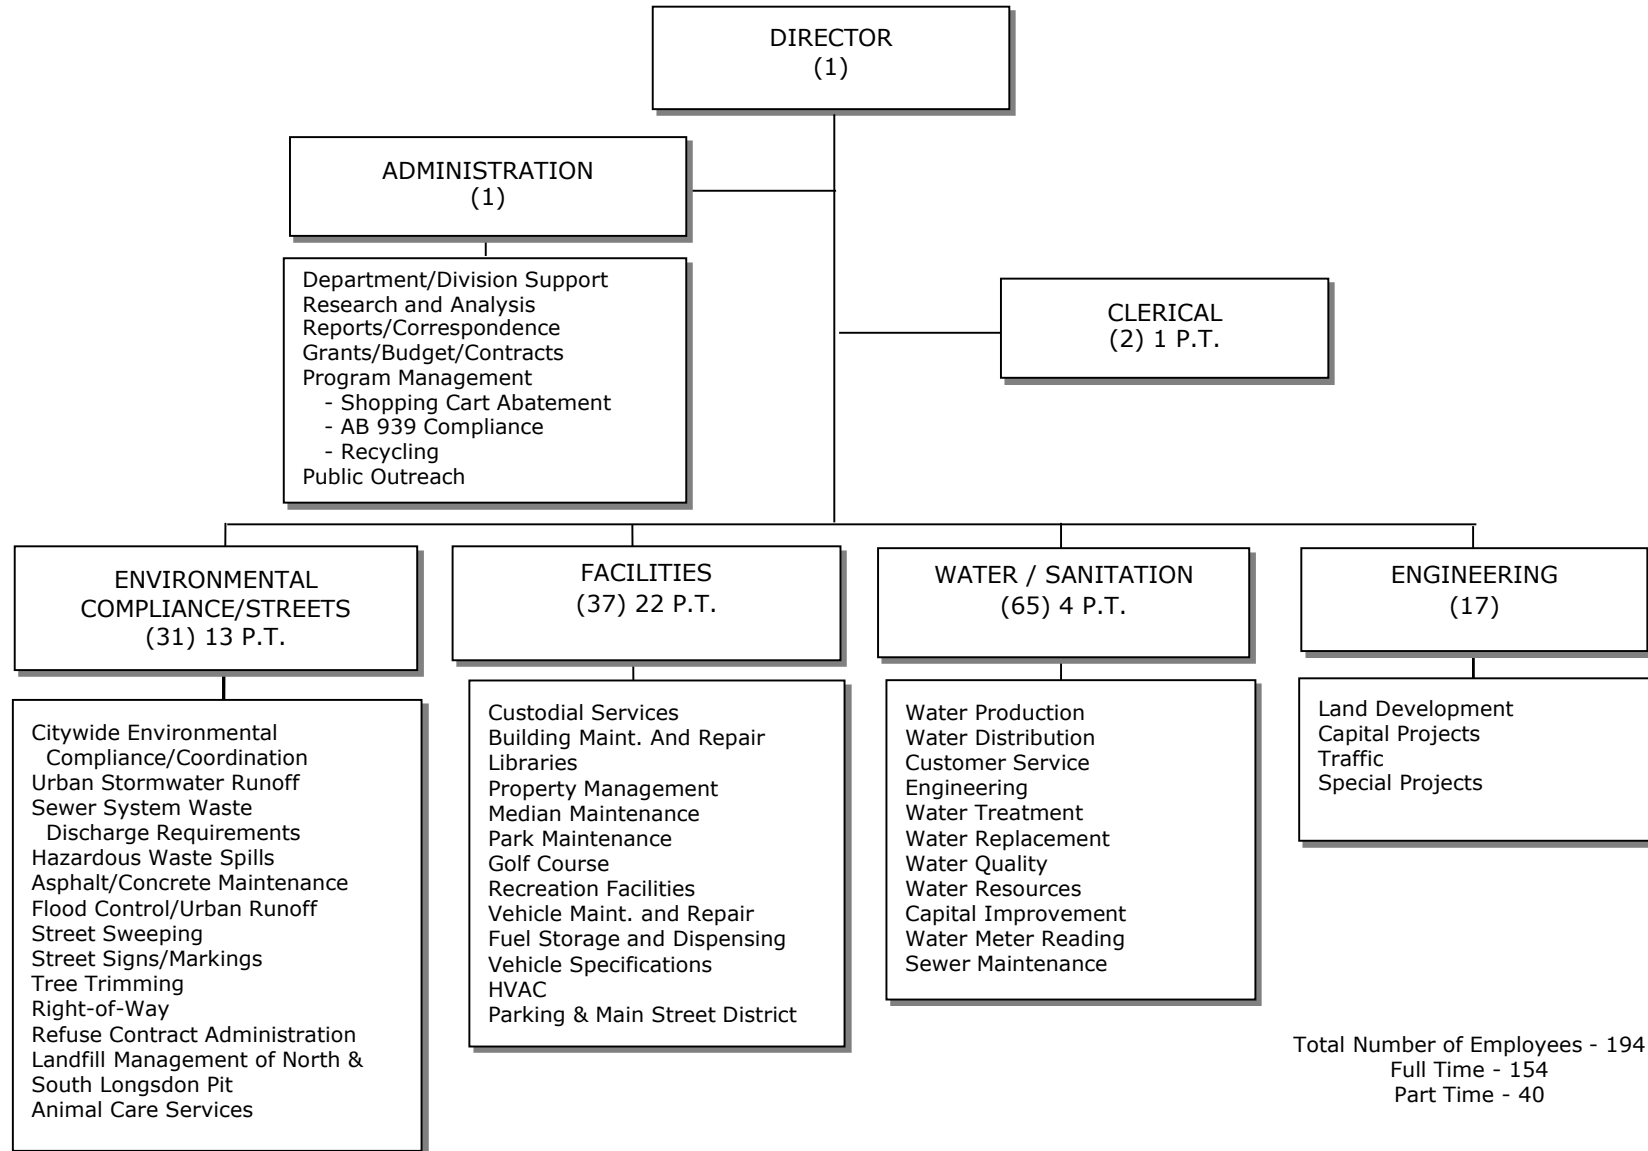 DIRECTOR
(1)
ADMINISTRATION
(1)
Department/Division Support
Research and Analysis
Reports/Correspondence
Grants/Budget/Contracts
Program Management
- Shopping Cart Abatement
- AB 939 Compliance
- Recycling
Public Outreach
CLERICAL
(2) 1 P.T.
ENVIRONMENTAL
COMPLIANCE/STREETS
(31) 13 P.T.
Citywide Environmental
Compliance/Coordination
Urban Stormwater Runoff
Sewer System Waste
Discharge Requirements
Hazardous Waste Spills
Asphalt/Concrete Maintenance
Flood Control/Urban Runoff
Street Sweeping
Street Signs/Markings
Tree Trimming
Right-of-Way
Refuse Contract Administration
Landfill Management of North &
South Longsdon Pit
Animal Care Services
FACILITIES
(37) 22 P.T.
Custodial Services
Building Maint. And Repair
Libraries
Property Management
Median Maintenance
Park Maintenance
Golf Course
Recreation Facilities
Vehicle Maint. and Repair
Fuel Storage and Dispensing
Vehicle Specifications
HVAC
Parking & Main Street District
WATER / SANITATION
(65) 4 P.T.
Water Production
Water Distribution
Customer Service
Engineering
Water Treatment
Water Replacement
Water Quality
Water Resources
Capital Improvement
Water Meter Reading
Sewer Maintenance
ENGINEERING
(17)
Land Development
Capital Projects
Traffic
Special Projects
Total Number of Employees - 194
Full Time - 154
Part Time - 40